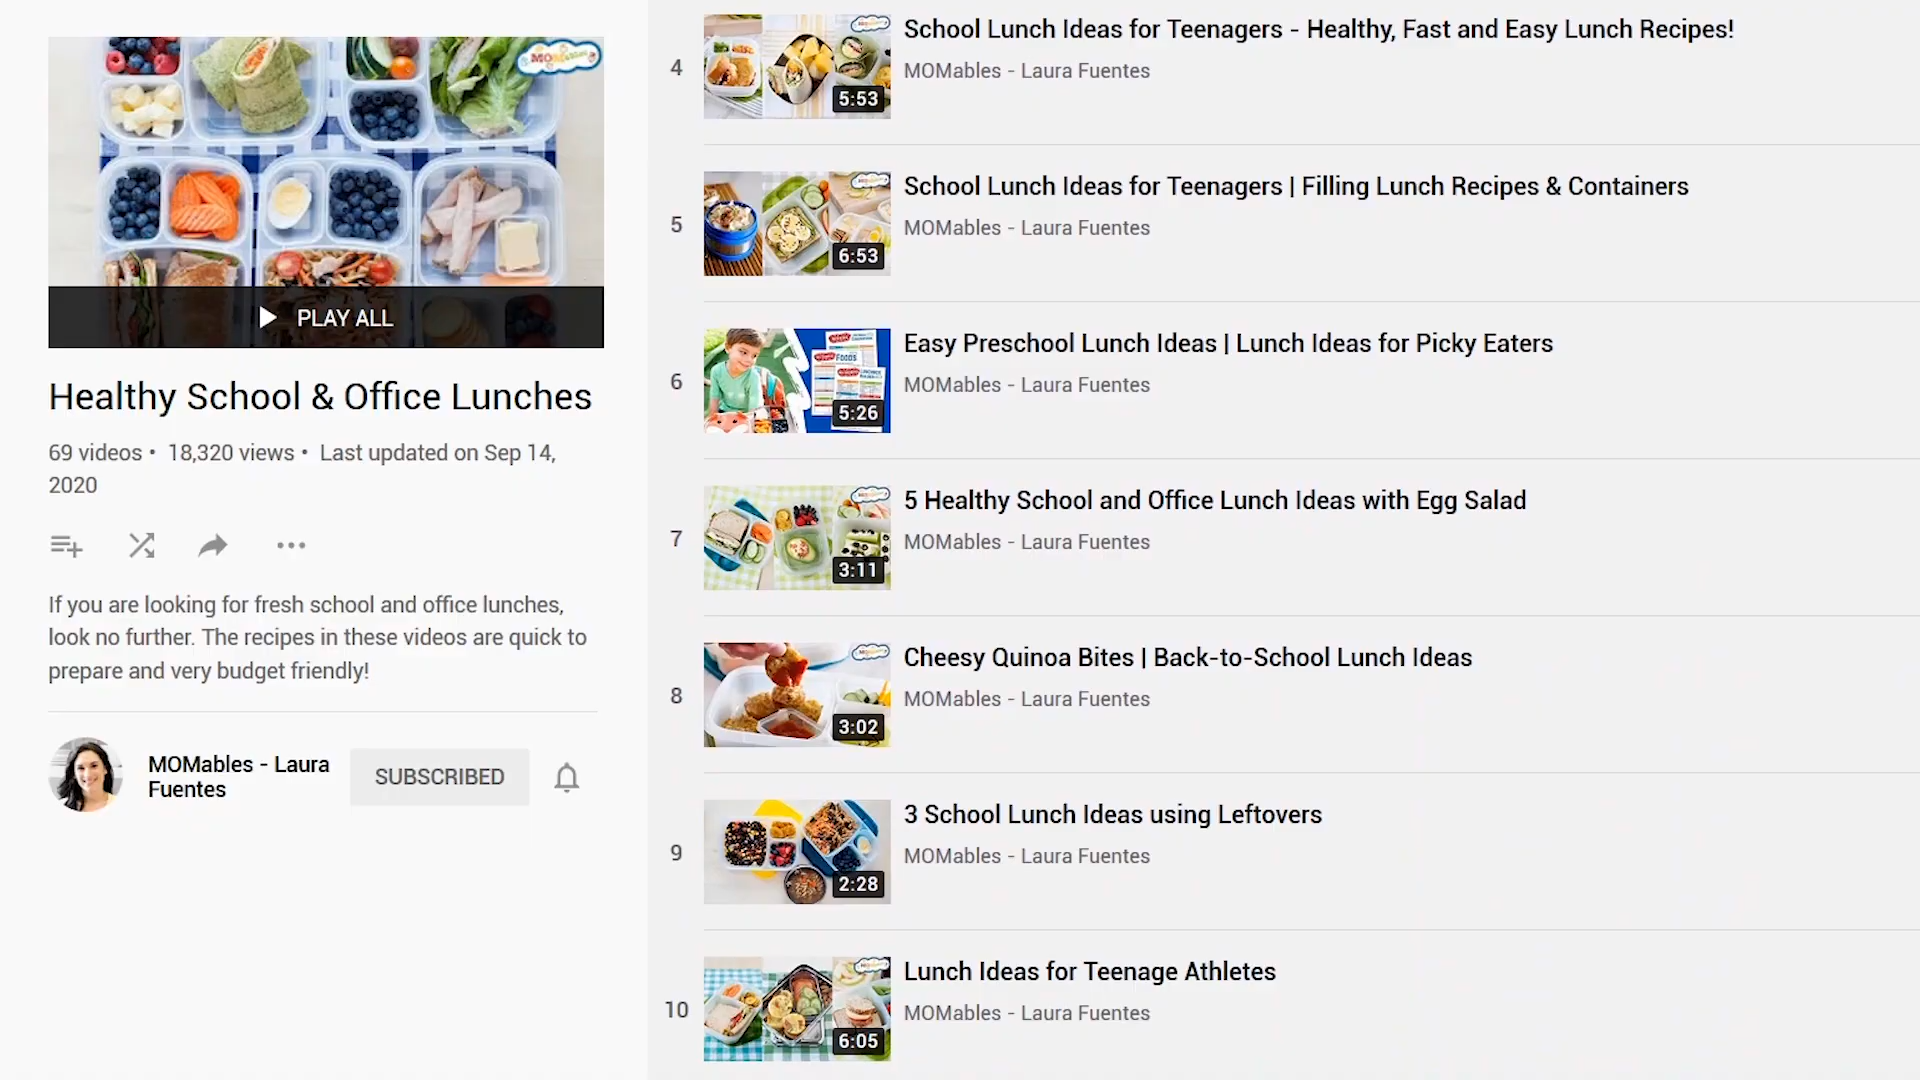 PLAY ALL
Healthy School & Office Lunches
69 videos • 18,320 views • Last updated on Sep 14,
2020
If you are looking for fresh school and office lunches,
look no further. The recipes in these videos are quick to
prepare and very budget friendly!
MOMables - Laura
Fuentes
SUBSCRIBED
4
5:53
School Lunch Ideas for Teenagers - Healthy, Fast and Easy Lunch Recipes!
MOMables - Laura Fuentes
5
6:53
School Lunch Ideas for Teenagers | Filling Lunch Recipes & Containers
MOMables - Laura Fuentes
6
FOODS
5:26
Easy Preschool Lunch Ideas | Lunch Ideas for Picky Eaters
MOMables - Laura Fuentes
7
3:11
5 Healthy School and Office Lunch Ideas with Egg Salad
MOMables - Laura Fuentes
8
3:02
Cheesy Quinoa Bites | Back-to-School Lunch Ideas
MOMables - Laura Fuentes
9
2:28
3 School Lunch Ideas using Leftovers
MOMables - Laura Fuentes
10
6:05
Lunch Ideas for Teenage Athletes
MOMables - Laura Fuentes